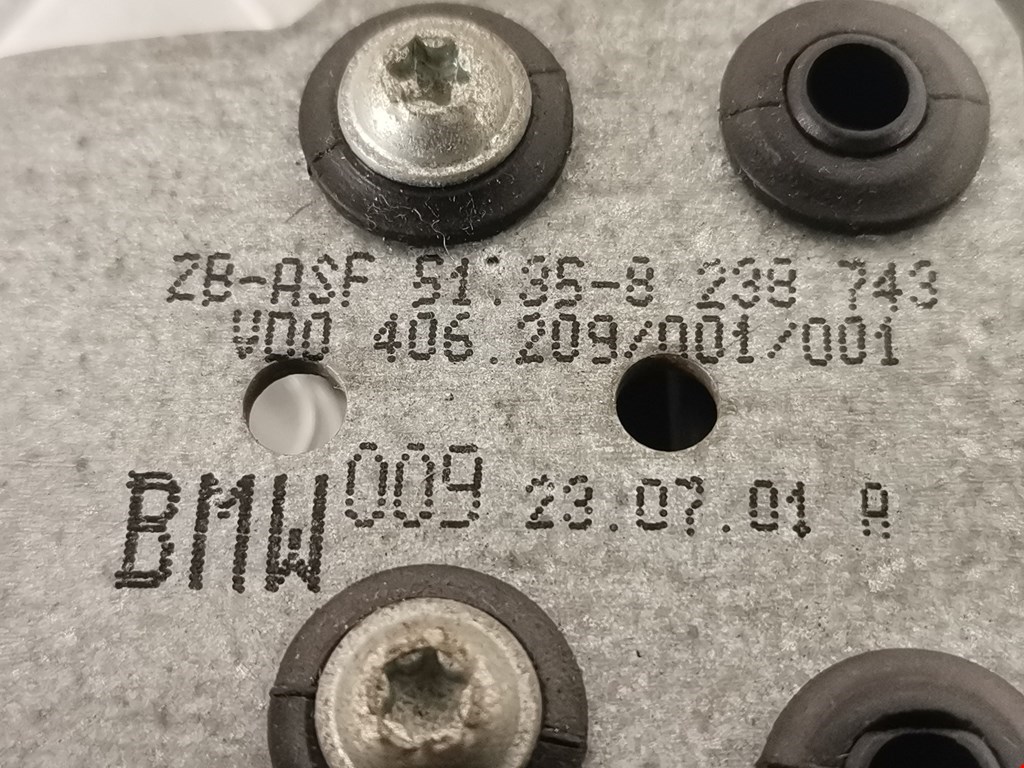 ZB-ASF 51.35-8 238 743
VDO 406.209/001/001
BMW 009 23.07.01 A